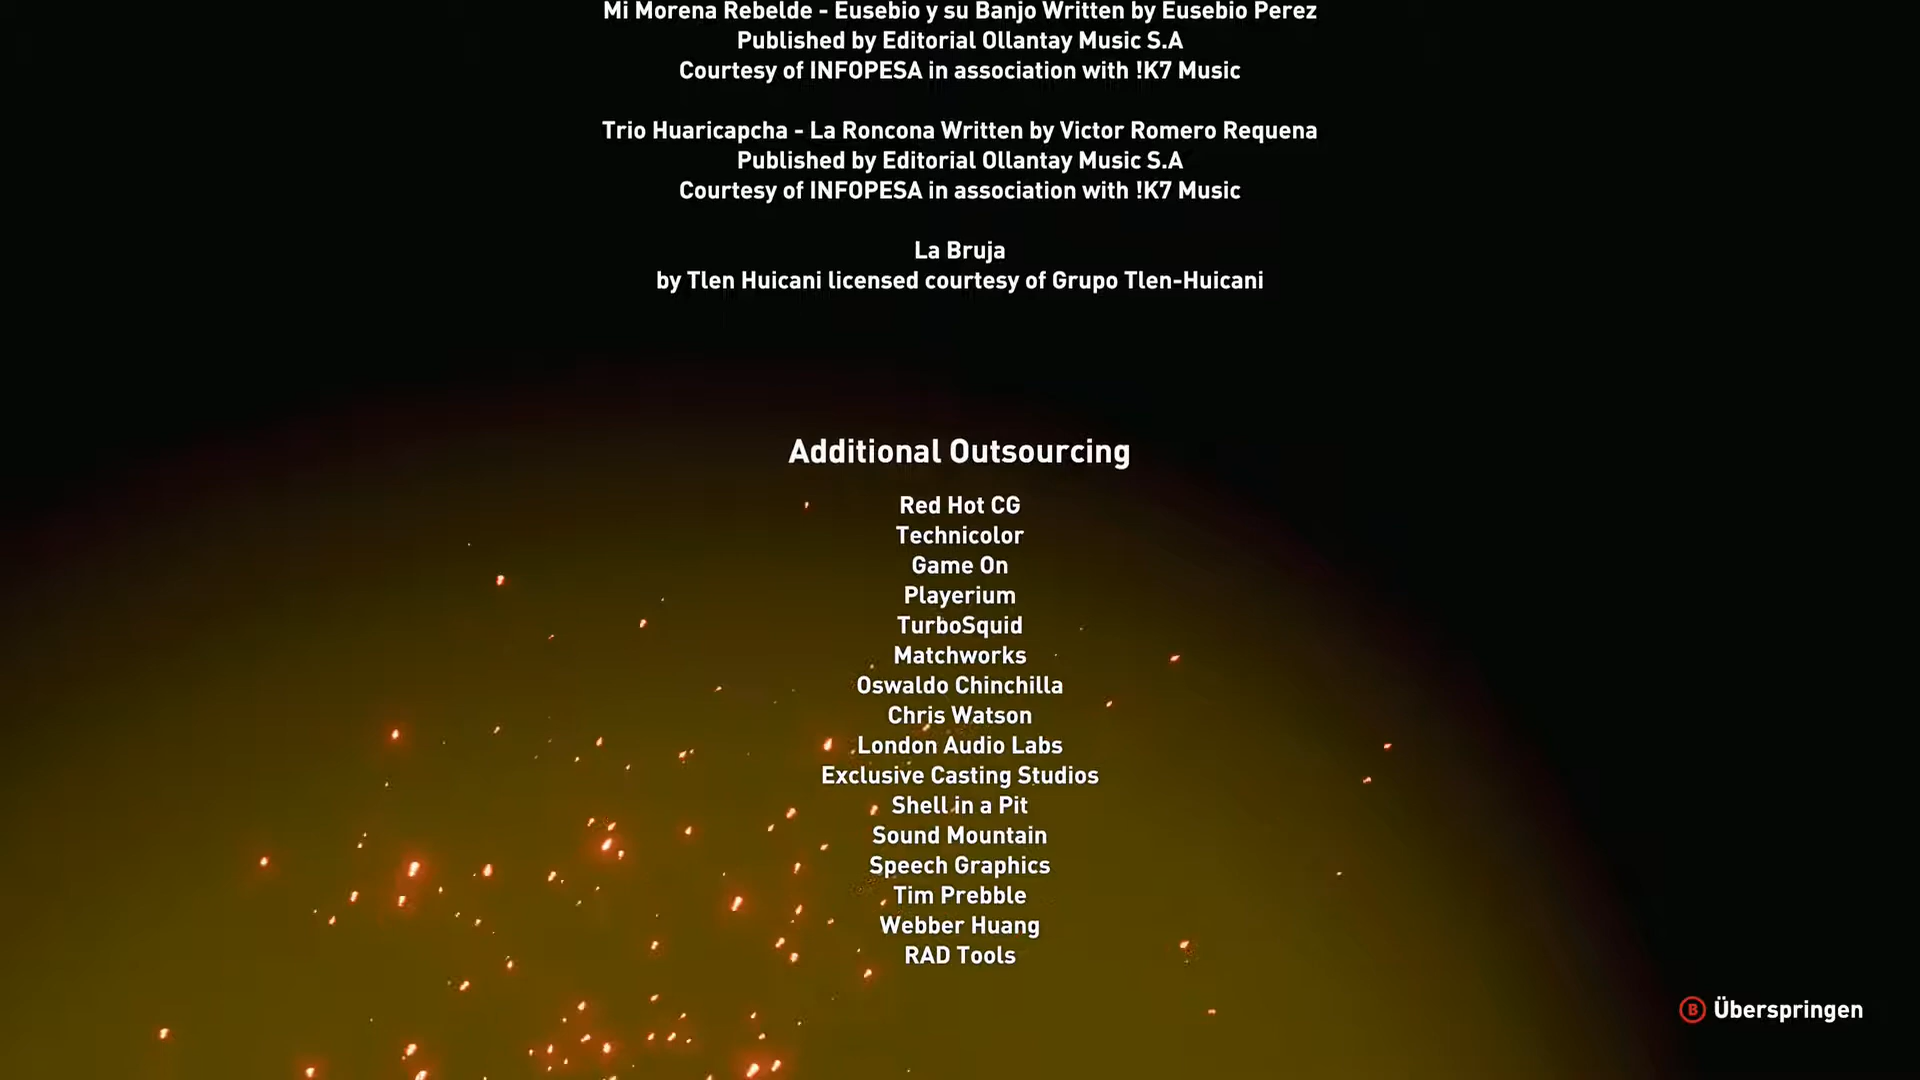 Mi Morena Rebelde - Eusebio y su Banjo Written by Eusebio Perez
Published by Editorial Ollantay Music S.A
Courtesy of INFOPESA in association with !K7 Music
Trio Huaricapcha - La Roncona Written by Victor Romero Requena
Published by Editorial Ollantay Music S.A
Courtesy of INFOPESA in association with !K7 Music
La Bruja
by Tlen Huicani licensed courtesy of Grupo Tlen-Huicani
Additional Outsourcing
Red Hot CG
Technicolor
Game On
Playerium
TurboSquid
Matchworks
Oswaldo Chinchilla
Chris Watson
London Audio Labs
Exclusive Casting Studios
Shell in a Pit
Sound Mountain
Speech Graphics
Tim Prebble
Webber Huang
RAD Tools
B Überspringen